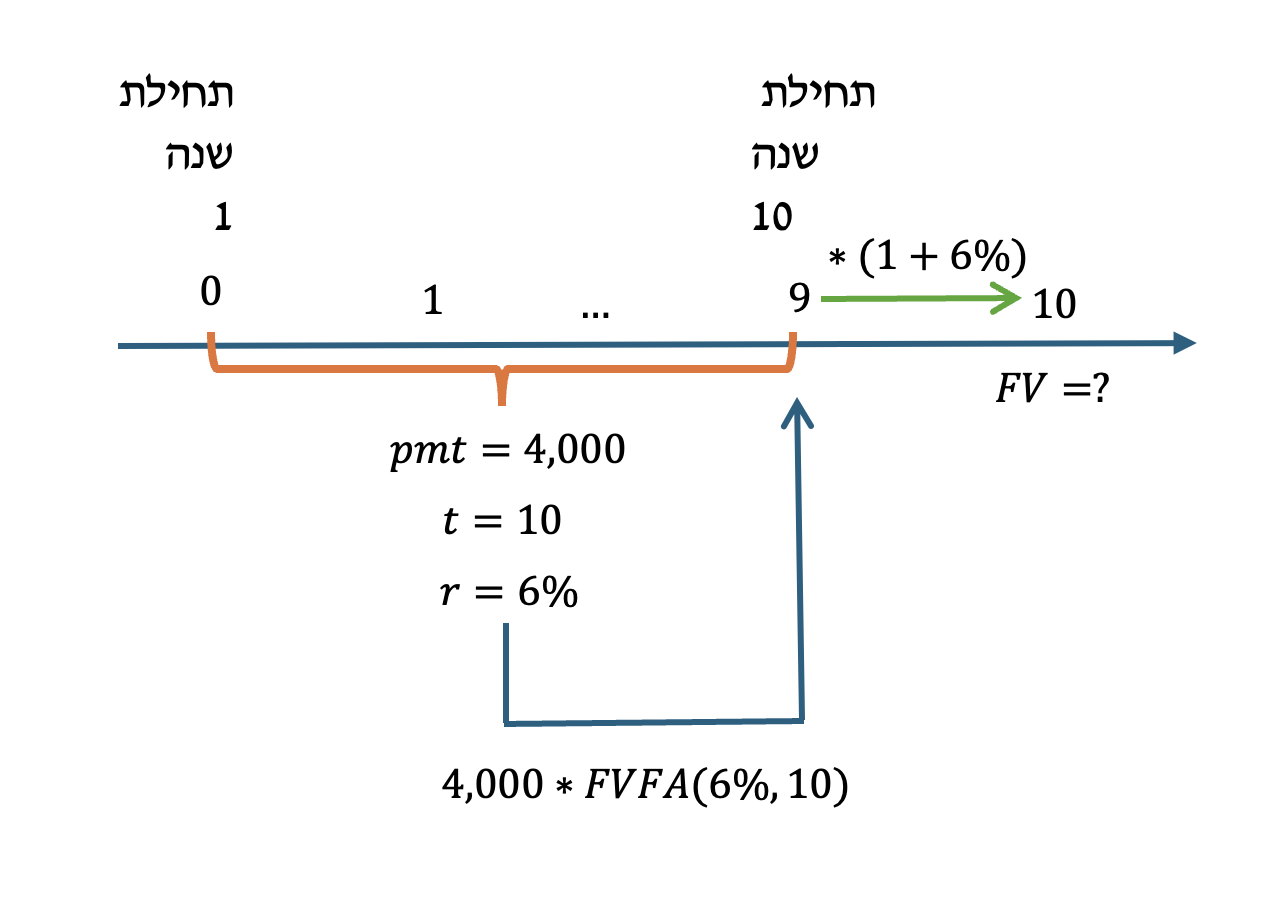 תחילת
שנה
1
תחילת
שנה
10
∗ (1 + 6%)
0 1 ... 9 10
FV =?
pmt = 4,000
t = 10
r = 6%
4,000 ∗ FVFA(6%, 10)